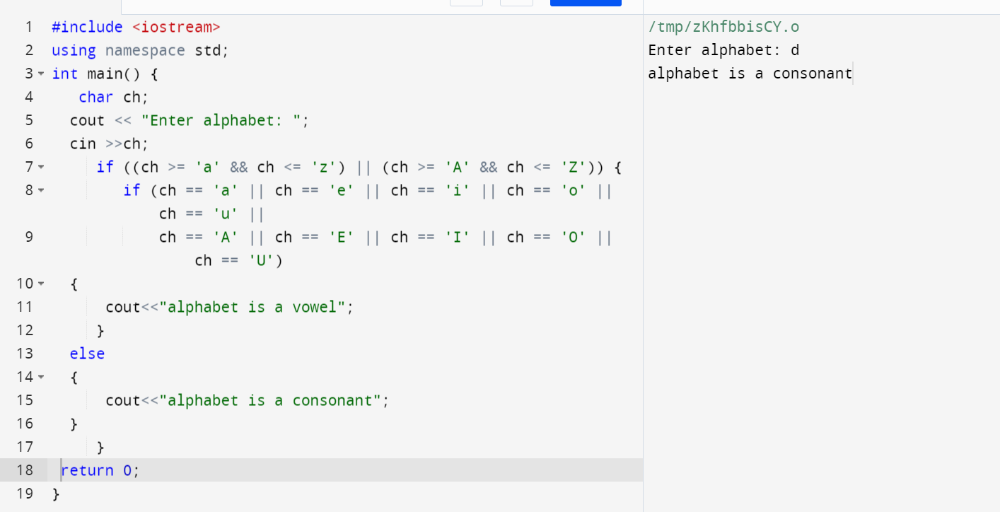 1 #include <iostream>
2 using namespace std;
3 int main() {
4 char ch;
5 cout << "Enter alphabet: ";
6 cin >>ch;
7 if ((ch >= 'a' && ch <= 'z') || (ch >= 'A' && ch <= 'Z')) {
8 if (ch == 'a' || ch == 'e' || ch == 'i' || ch == 'o' ||
ch == 'u' ||
9 ch == 'A' || ch == 'E' || ch == 'I' || ch == 'O' ||
ch == 'U')
10 {
11 cout<<"alphabet is a vowel";
12 }
13 else
14 {
15 cout<<"alphabet is a consonant";
16 }
17 }
18 return 0;
19 }
/tmp/zKhfbbisCY.o
Enter alphabet: d
alphabet is a consonant